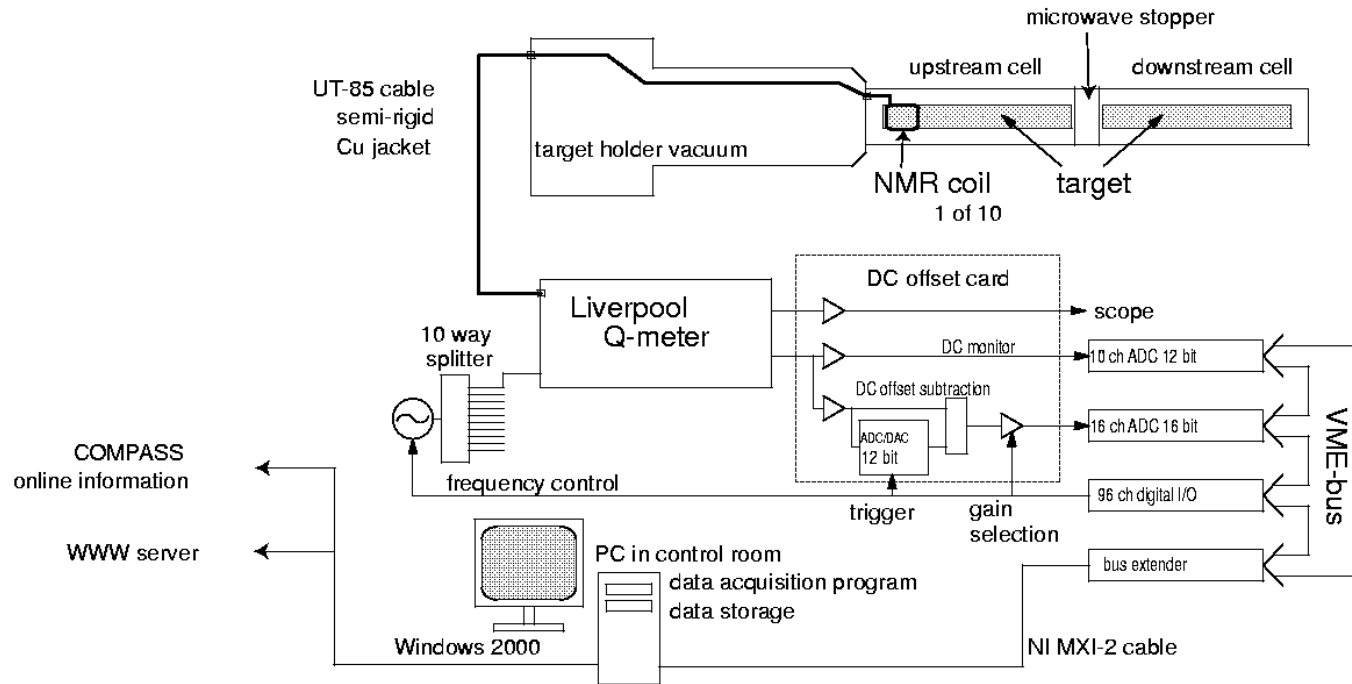 microwave stopper
upstream cell
downstream cell
UT-85 cable
semi-rigid
Cu jacket
target holder vacuum
NMR coil
1 of 10
target
DC offset card
Liverpool
Q-meter
scope
10 way
splitter
DC monitor
10 ch ADC 12 bit
DC offset subtraction
ADC/DAC
12 bit
16 ch ADC 16 bit
VME-bus
COMPASS
online information
frequency control
trigger
gain
selection
96 ch digital I/O
WWW server
PC in control room
data acquisition program
data storage
bus extender
Windows 2000
NI MXI-2 cable